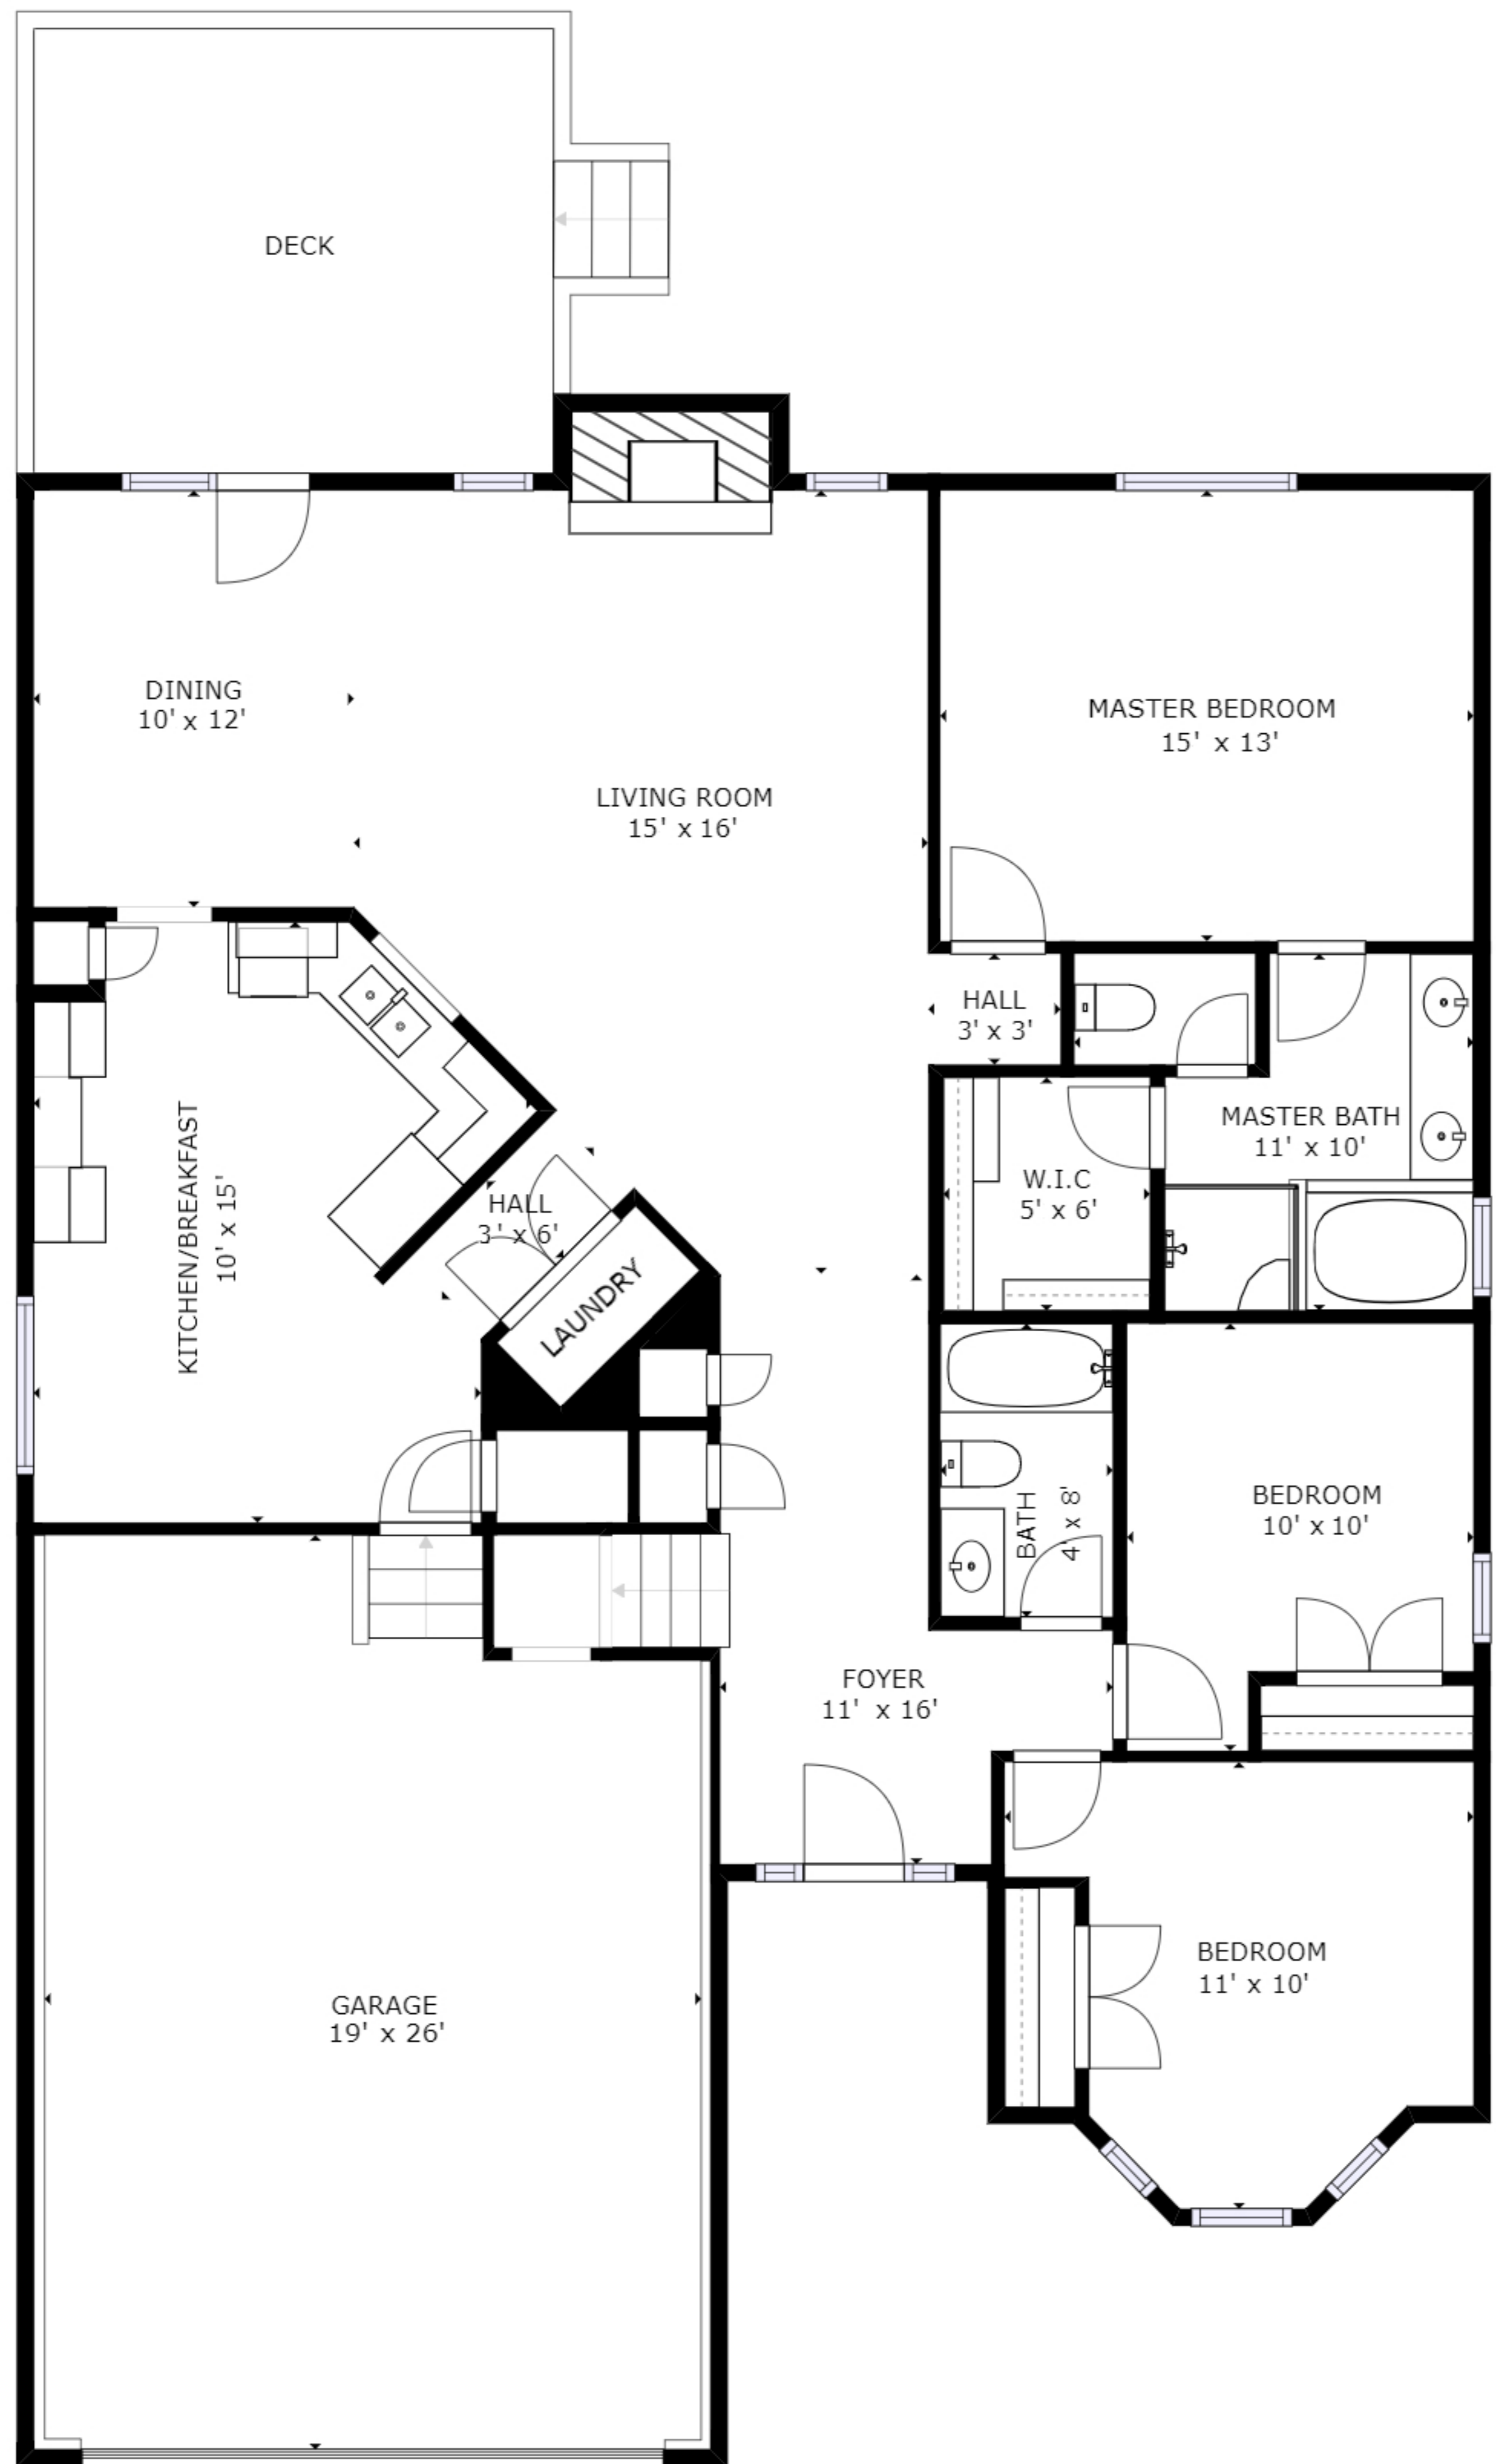 DECK
DINING
10' x 12'
MASTER BEDROOM
15' x 13'
LIVING ROOM
15' x 16'
HALL
3' x 3'
MASTER BATH
11' x 10'
KITCHEN/BREAKFAST
10' x 15'
HALL
3' x 6'
W.I.C
5' x 6'
LAUNDRY
BATH
4' x 8'
BEDROOM
10' x 10'
FOYER
11' x 16'
BEDROOM
11' x 10'
GARAGE
19' x 26'